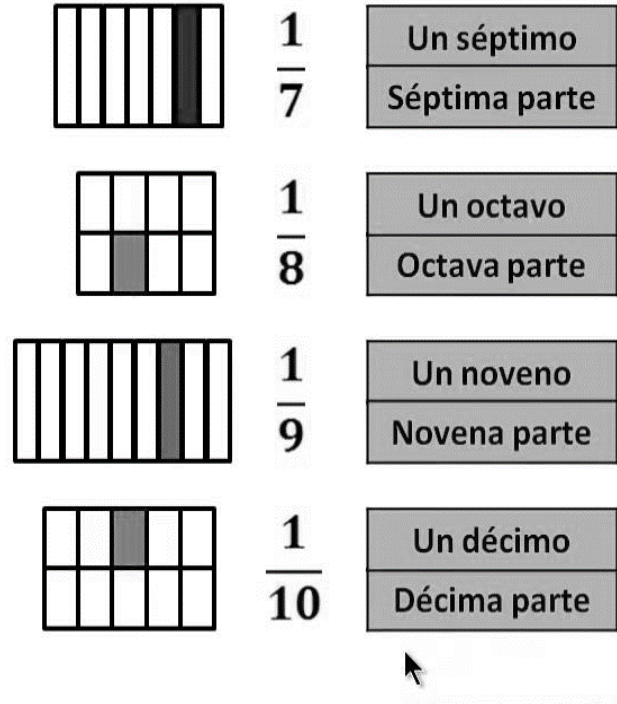 1
7
Un séptimo
Séptima parte
1
8
Un octavo
Octava parte
1
9
Un noveno
Novena parte
1
10
Un décimo
Décima parte